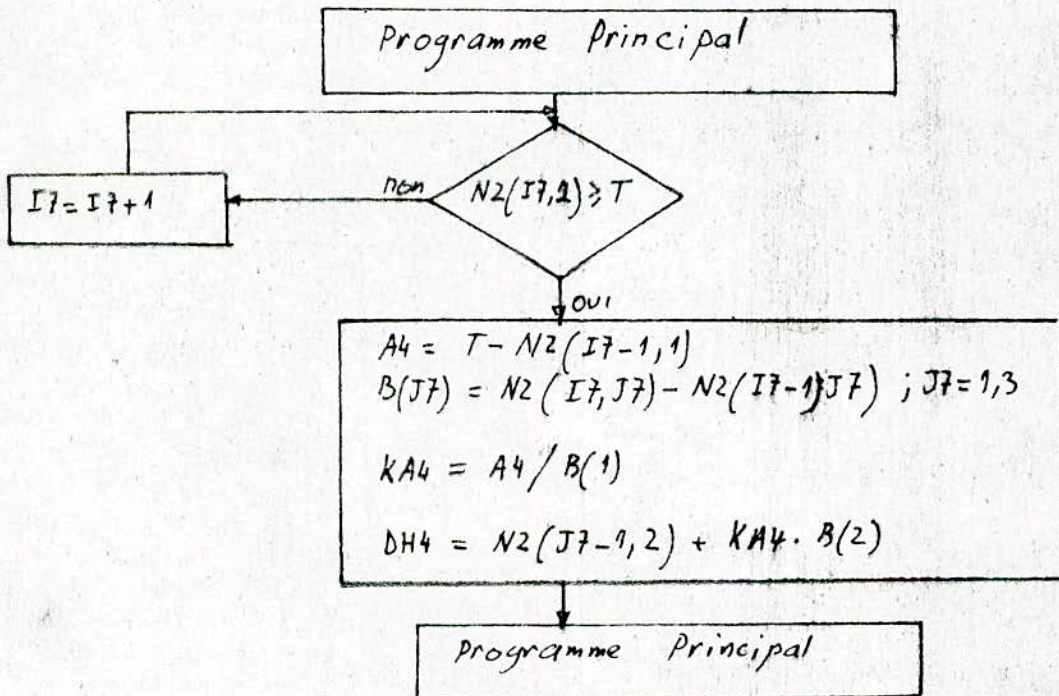 Programme Principal
N2(I7,1) ≥ T
non
I7 = I7 + 1
oui
A4 = T - N2(I7-1,1)
B(J7) = N2(I7,J7) - N2(I7-1,J7) ; J7=1,3
KA4 = A4 / B(1)
DH4 = N2(J7-1,2) + KA4 . B(2)
Programme Principal